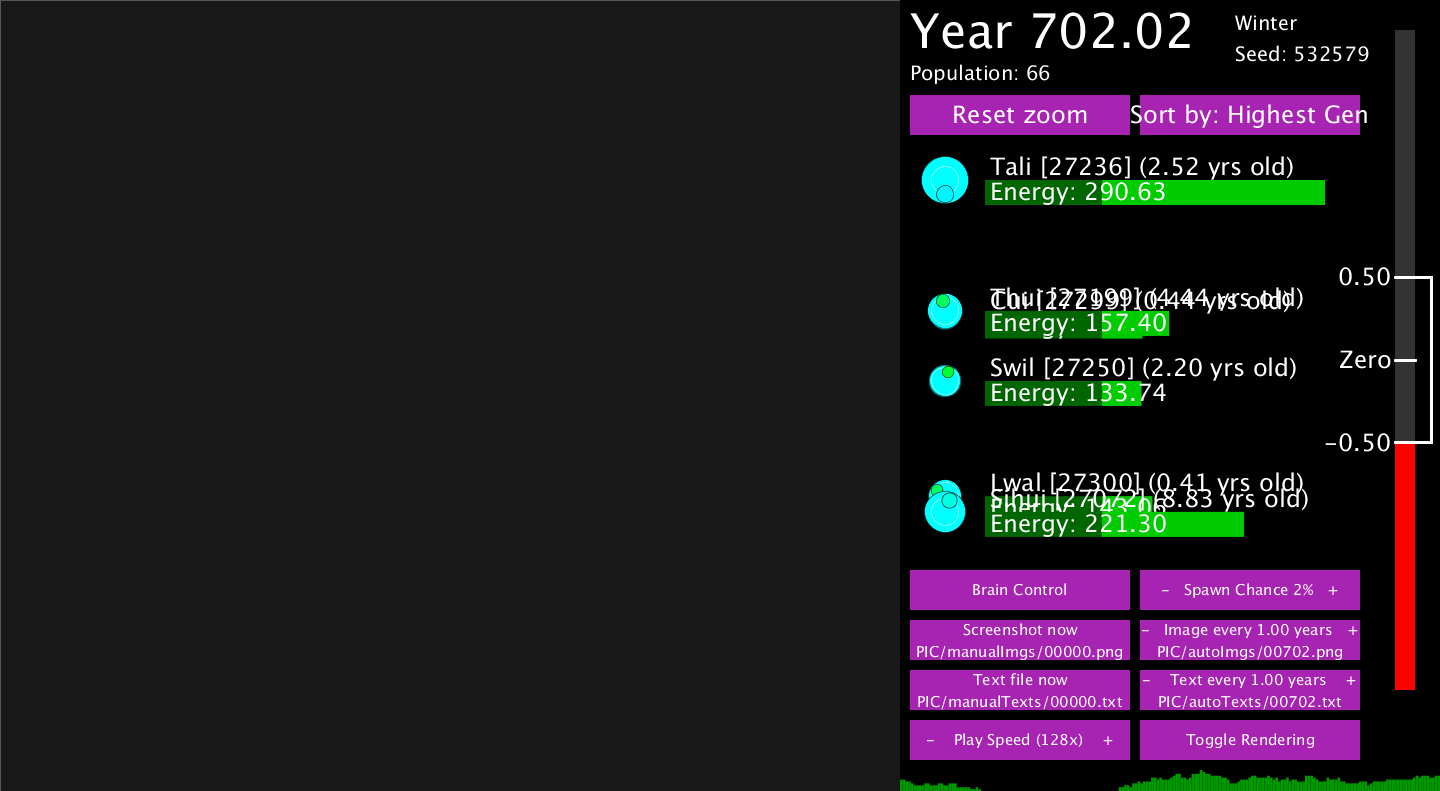 Year 702.02
Winter
Seed: 532579
Population: 66
Reset zoom
Sort by: Highest Gen
Tali [27236] (2.52 yrs old)
Energy: 290.63
0.50
Energy: 157.40
Zero
Swil [27250] (2.20 yrs old)
Energy: 133.74
-0.50
Lwal [27300] (0.41 yrs old)
Sihui [27072] (8.83 yrs old)
Energy: 221.30
Brain Control
- Spawn Chance 2% +
Screenshot now
PIC/manualImgs/00000.png
- Image every 1.00 years +
PIC/autoImgs/00702.png
Text file now
PIC/manualTexts/00000.txt
- Text every 1.00 years +
PIC/autoTexts/00702.txt
- Play Speed (128x) +
Toggle Rendering